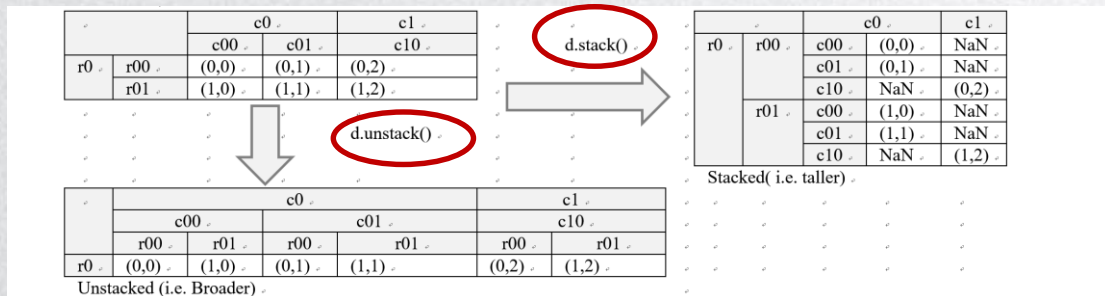 c0 c1
c00 c01 c10
r0 r00 (0,0) (0,1) (0,2)
r01 (1,0) (1,1) (1,2)
d.stack()
c0 c1
r0 r00 c00 (0,0) NaN
c01 (0,1) NaN
c10 NaN (0,2)
r01 c00 (1,0) NaN
c01 (1,1) NaN
c10 NaN (1,2)
Stacked( i.e. taller)
d.unstack()
c0 c1
c00 c01 c10
r00 r01 r00 r01 r00 r01
r0 (0,0) (1,0) (0,1) (1,1) (0,2) (1,2)
Unstacked (i.e. Broader)